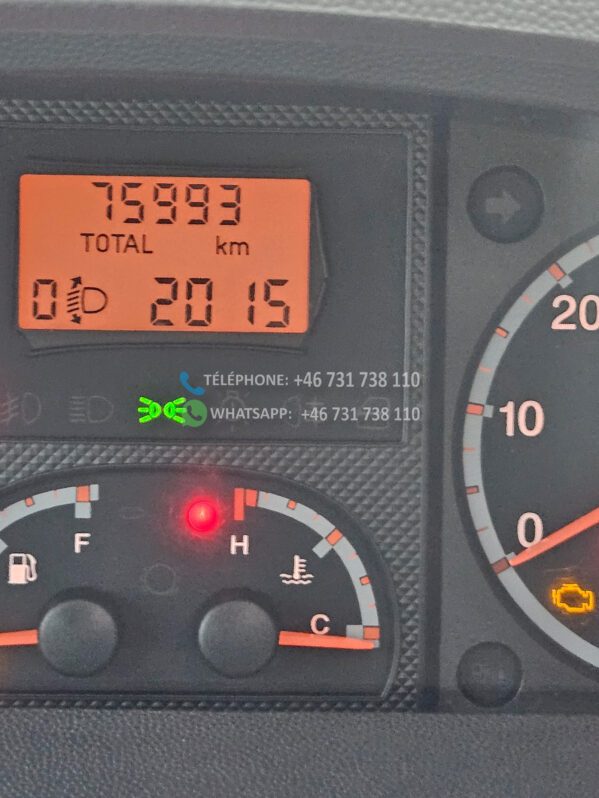 75993
TOTAL km
0 2015
TÉLÉPHONE: +46 731 738 110
WHATSAPP: +46 731 738 110
20
10
0
F
H
C